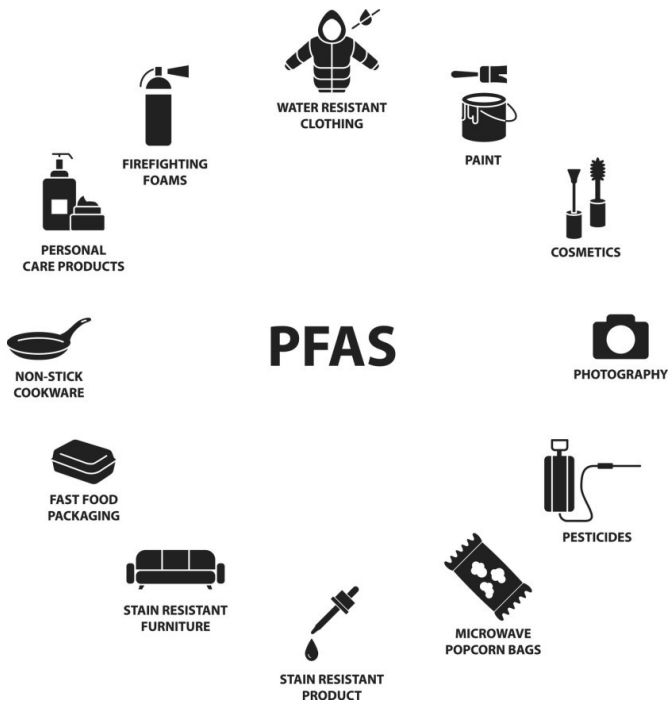 WATER RESISTANT
CLOTHING
PAINT
COSMETICS
PHOTOGRAPHY
PESTICIDES
MICROWAVE
POPCORN BAGS
STAIN RESISTANT
PRODUCT
STAIN RESISTANT
FURNITURE
FAST FOOD
PACKAGING
NON-STICK
COOKWARE
PERSONAL
CARE PRODUCTS
FIREFIGHTING
FOAMS
PFAS